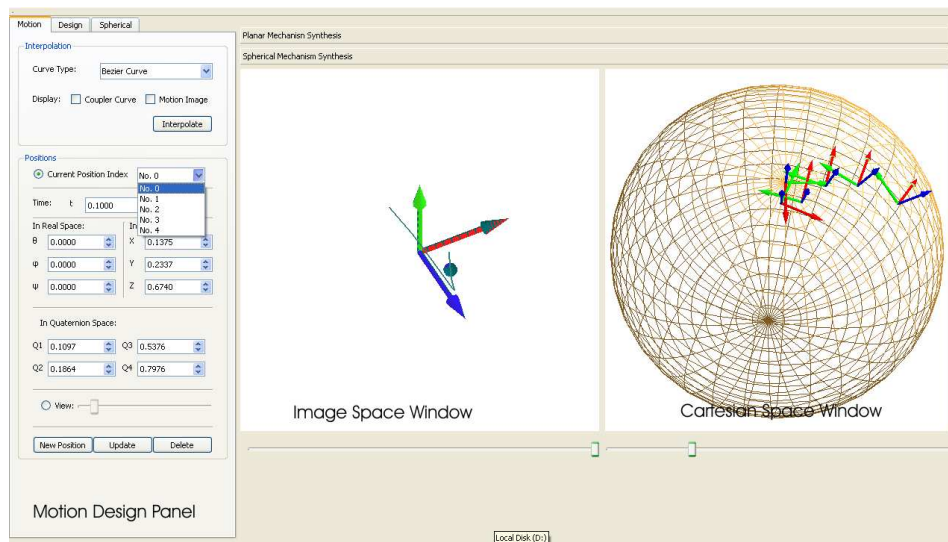 Motion Design Spherical
Interpolation
Curve Type: Bezier Curve
Display: Coupler Curve Motion Image
Interpolate
Positions
Current Position Index No. 0
No. 0
No. 1
No. 2
No. 3
No. 4
Time: t 0.1000
In Real Space: In
θ 0.0000 X 0.1375
φ 0.0000 Y 0.2337
ψ 0.0000 Z 0.6740
In Quaternion Space:
Q1 0.1097 Q3 0.5376
Q2 0.1864 Q4 0.7976
View:
New Position Update Delete
Motion Design Panel
Planar Mechanisn Synthesis
Spherical Mechanism Synthesis
Image Space Window
Cartesian Space Window
Local Disk (D:)